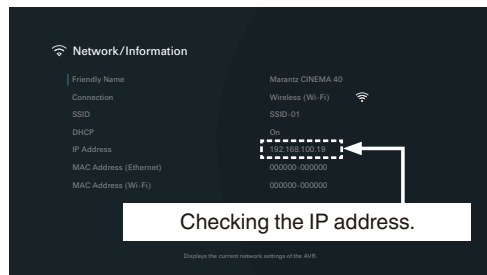 Network/Information
Friendly Name Marantz CINEMA 40
Connection Wireless (Wi-Fi)
SSID SSID-01
DHCP On
IP Address 192.168.100.19
MAC Address (Ethernet) 000000-000000
MAC Address (Wi-Fi) 000000-000000
Checking the IP address.
Displays the current network settings of the AVR